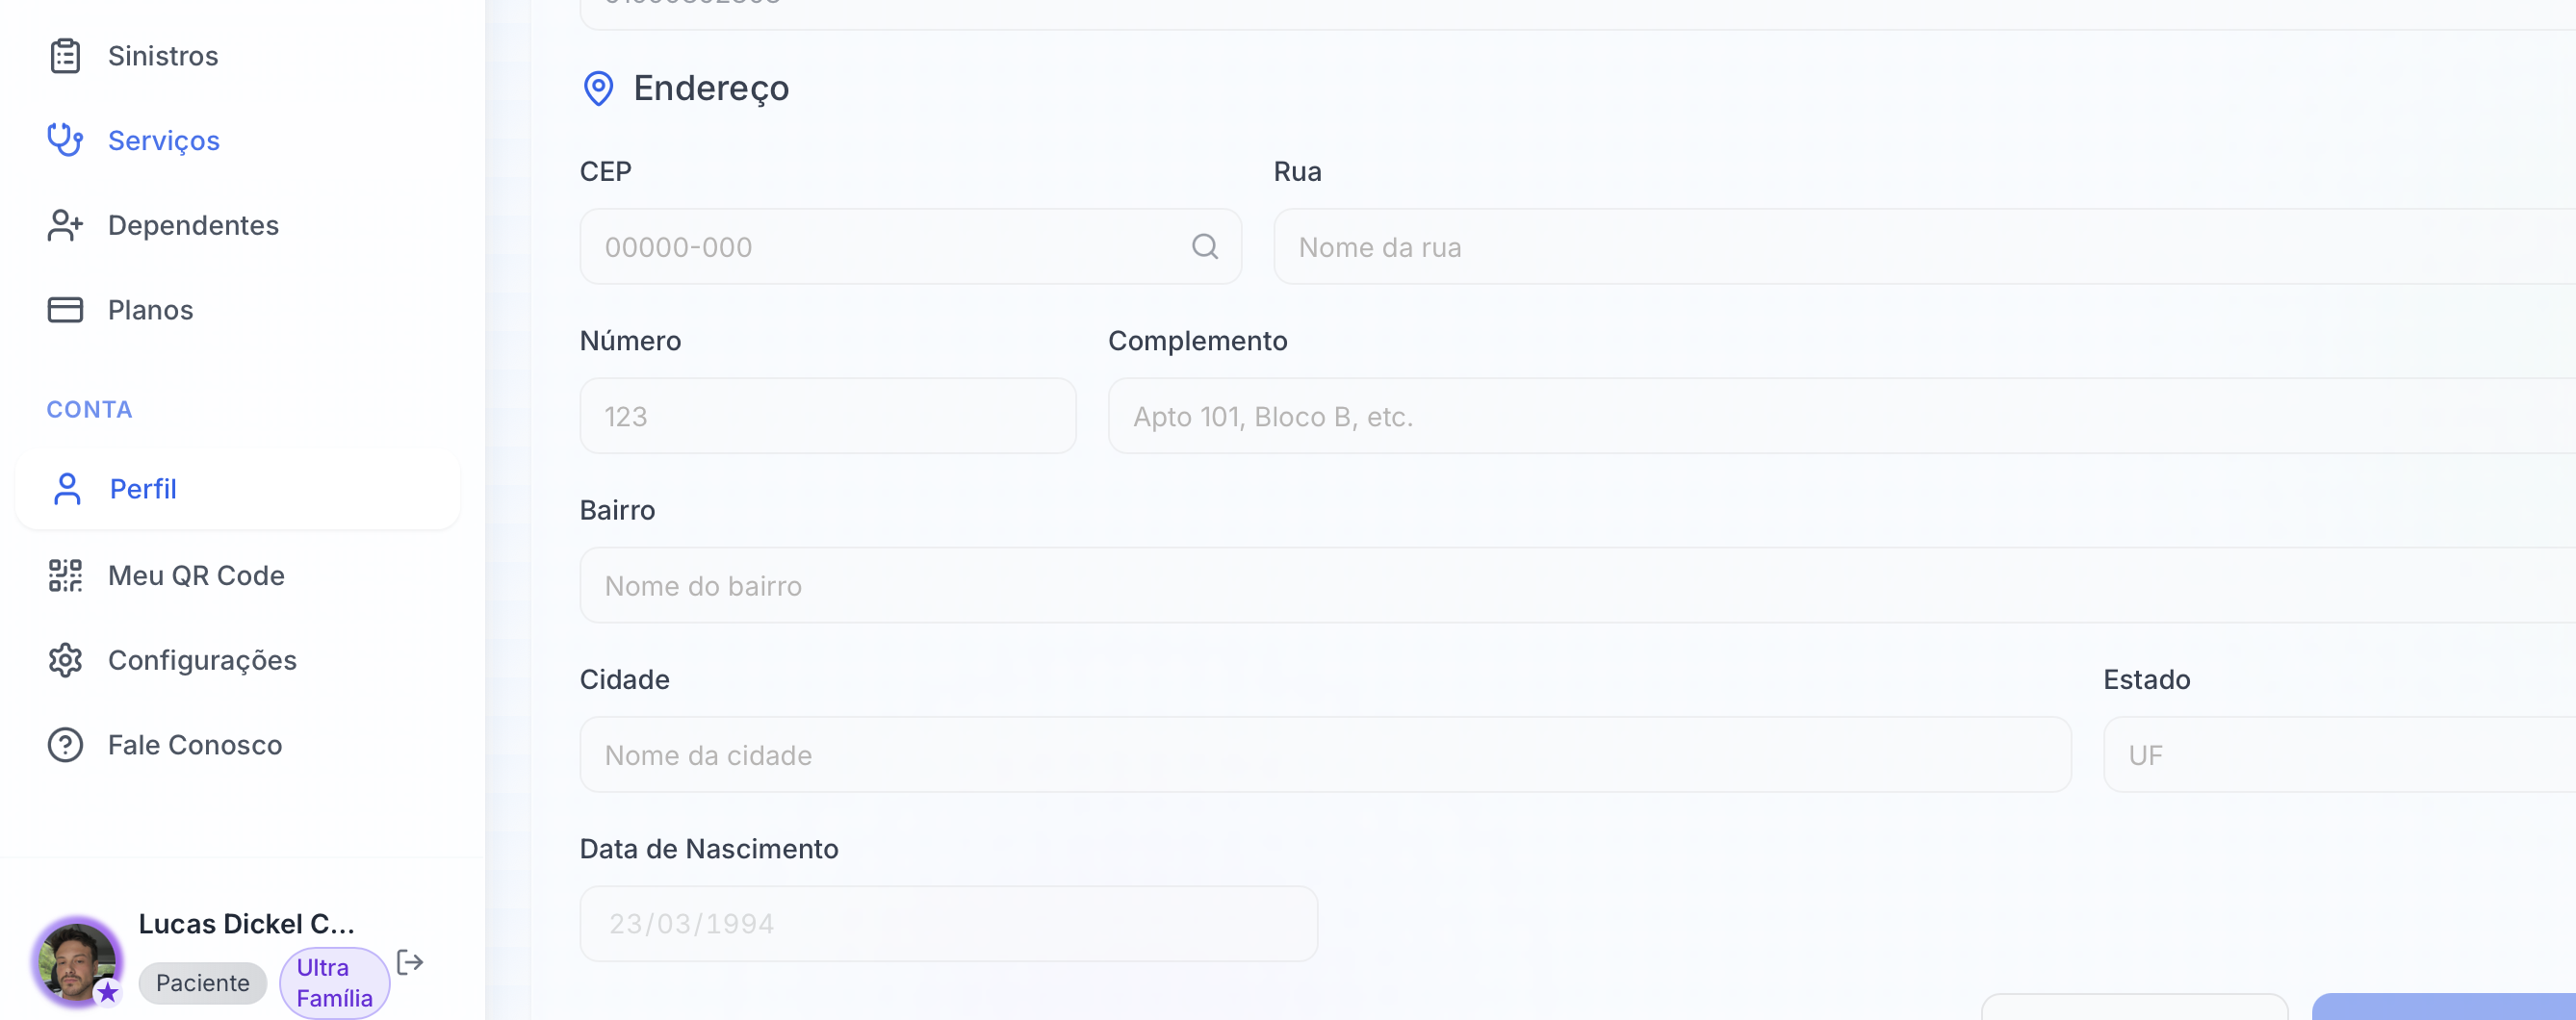 Sinistros
Serviços
Dependentes
Planos
CONTA
Perfil
Meu QR Code
Configurações
Fale Conosco
Lucas Dickel C...
Paciente
Ultra
Família
Endereço
CEP
Rua
00000-000
Nome da rua
Número
Complemento
123
Apto 101, Bloco B, etc.
Bairro
Nome do bairro
Cidade
Estado
Nome da cidade
UF
Data de Nascimento
23/03/1994